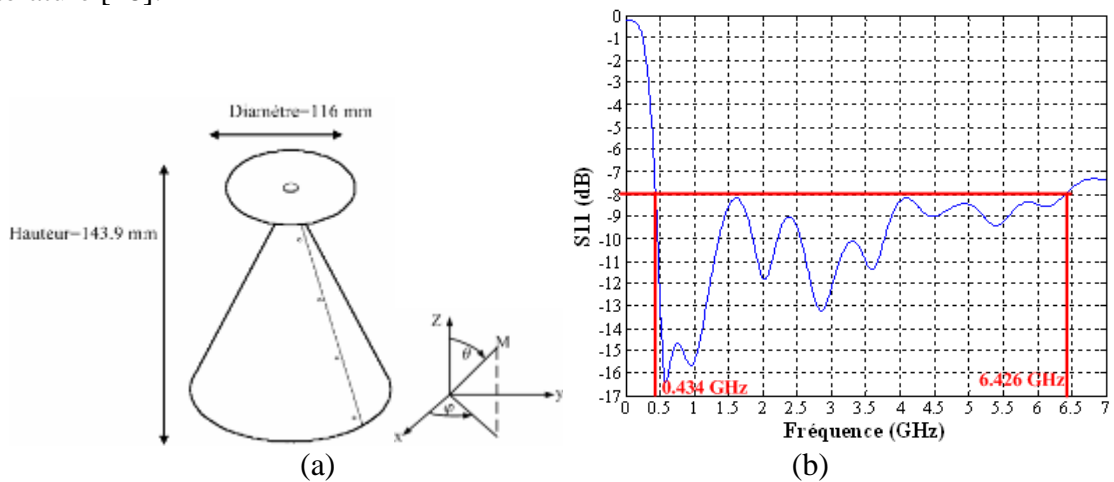 Diamètre=116 mm
Hauteur=143.9 mm
Z
θ
M
y
φ
x
(a)
0
-1
-2
-3
-4
-5
-6
-7
-8
-9
-10
-11
-12
-13
-14
-15
-16
-17
S11 (dB)
0.434 GHz
6.426 GHz
0 0.5 1 1.5 2 2.5 3 3.5 4 4.5 5 5.5 6 6.5 7
Fréquence (GHz)
(b)